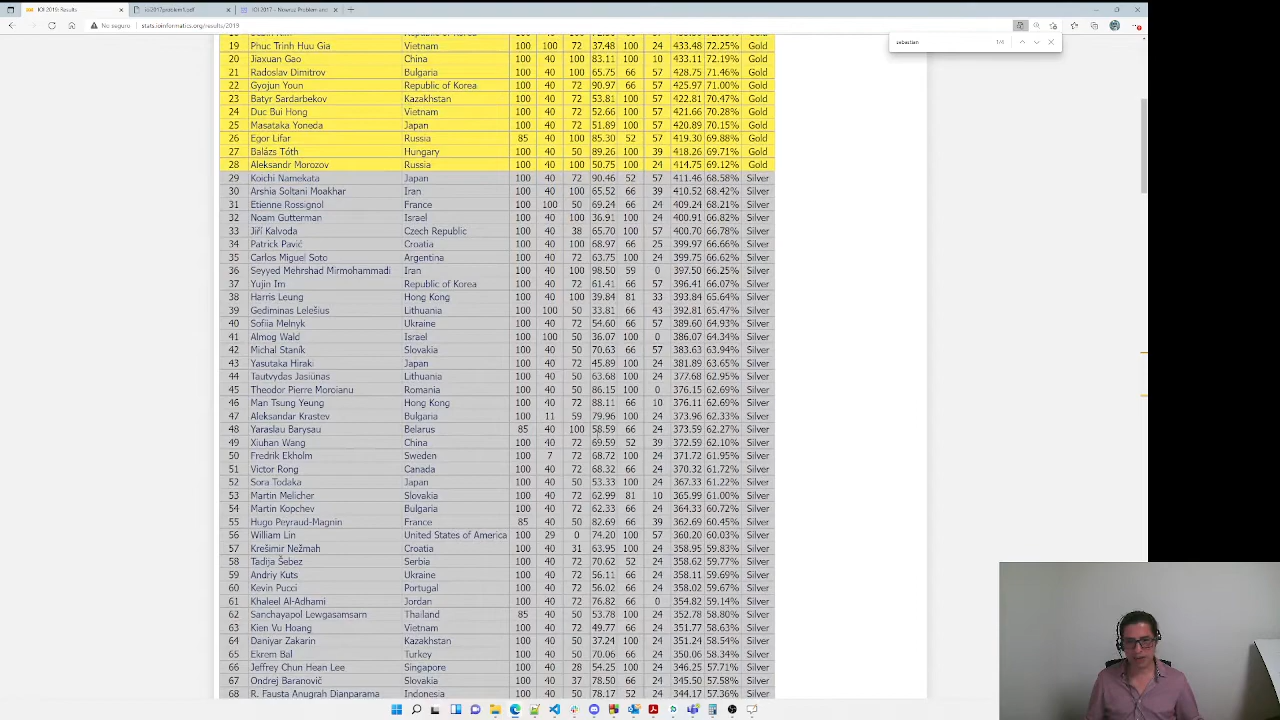 IOI 2019: Results
ioi2017problem1.pdf
IOI 2017 – Nowruz Problem and
No seguro
stats.ioinformatics.org/results/2019
sebastian
1/6
19 Phuc Trinh Huu Gia Vietnam 100 100 72 37.48 100 24 433.48 72.25% Gold
20 Jiaxuan Gao China 100 40 72 83.11 100 10 433.11 72.19% Gold
21 Radoslav Dimitrov Bulgaria 100 40 100 65.75 66 57 428.75 71.46% Gold
22 Gyojun Youn Republic of Korea 100 40 72 90.97 66 57 425.97 71.00% Gold
23 Batyr Sardarbekov Kazakhstan 100 40 72 53.81 100 57 422.81 70.47% Gold
24 Duc Bui Hong Vietnam 100 40 72 52.66 100 57 421.66 70.28% Gold
25 Masataka Yoneda Japan 100 40 72 51.89 100 57 420.89 70.15% Gold
26 Egor Lifar Russia 85 40 100 85.30 52 57 419.30 69.88% Gold
27 Balázs Tóth Hungary 100 40 50 89.26 100 39 418.26 69.71% Gold
28 Aleksandr Morozov Russia 100 40 100 50.75 100 24 414.75 69.12% Gold
29 Koichi Namekata Japan 100 40 72 90.46 52 57 411.46 68.58% Silver
30 Arshia Soltani Moakhar Iran 100 40 100 65.52 66 39 410.52 68.42% Silver
31 Etienne Rossignol France 100 100 50 69.24 66 24 409.24 68.21% Silver
32 Noam Gutterman Israel 100 40 100 36.91 100 24 400.91 66.82% Silver
33 Jiří Kalvoda Czech Republic 100 40 38 65.70 100 57 400.70 66.78% Silver
34 Patrick Pavić Croatia 100 40 100 68.97 66 25 399.97 66.66% Silver
35 Carlos Miguel Soto Argentina 100 40 72 63.75 100 24 399.75 66.62% Silver
36 Seyyed Mehrshad Mirmohammadi Iran 100 40 100 98.50 59 0 397.50 66.25% Silver
37 Yujin Im Republic of Korea 100 40 72 61.41 66 57 396.41 66.07% Silver
38 Harris Leung Hong Kong 100 40 100 39.84 81 33 393.84 65.64% Silver
39 Gediminas Lelešius Lithuania 100 100 50 33.81 66 43 392.81 65.47% Silver
40 Sofiia Melnyk Ukraine 100 40 72 54.60 66 57 389.60 64.93% Silver
41 Almog Wald Israel 100 100 50 36.07 100 0 386.07 64.34% Silver
42 Michal Staník Slovakia 100 40 50 70.63 66 57 383.63 63.94% Silver
43 Yasutaka Hiraki Japan 100 40 72 45.89 100 24 381.89 63.65% Silver
44 Tautvydas Jasiūnas Lithuania 100 40 50 63.68 100 24 377.68 62.95% Silver
45 Theodor Pierre Moroianu Romania 100 40 50 86.15 100 0 376.15 62.69% Silver
46 Man Tsung Yeung Hong Kong 100 40 72 88.11 66 10 376.11 62.69% Silver
47 Aleksandar Krastev Bulgaria 100 11 59 79.96 100 24 373.96 62.33% Silver
48 Yaraslau Barysau Belarus 85 40 100 58.59 66 24 373.59 62.27% Silver
49 Xiuhan Wang China 100 40 72 69.59 52 39 372.59 62.10% Silver
50 Fredrik Ekholm Sweden 100 7 72 68.72 100 24 371.72 61.95% Silver
51 Victor Rong Canada 100 40 72 68.32 66 24 370.32 61.72% Silver
52 Sora Todaka Japan 100 40 50 53.33 100 24 367.33 61.22% Silver
53 Martin Melicher Slovakia 100 40 72 62.99 81 10 365.99 61.00% Silver
54 Martin Kopchev Bulgaria 100 40 72 62.33 66 24 364.33 60.72% Silver
55 Hugo Peyraud-Magnin France 85 40 50 82.69 66 39 362.69 60.45% Silver
56 William Lin United States of America 100 29 0 74.20 100 57 360.20 60.03% Silver
57 Krešimir Nežmah Croatia 100 40 31 63.95 100 24 358.95 59.83% Silver
58 Tadija Šebez Serbia 100 40 72 70.62 52 24 358.62 59.77% Silver
59 Andriy Kuts Ukraine 100 40 72 56.11 66 24 358.11 59.69% Silver
60 Kevin Pucci Portugal 100 40 72 56.02 66 24 358.02 59.67% Silver
61 Khaleel Al-Adhami Jordan 100 40 72 76.82 66 0 354.82 59.14% Silver
62 Sanchayapol Lewgasamsarn Thailand 85 40 50 53.78 100 24 352.78 58.80% Silver
63 Kien Vu Hoang Vietnam 100 40 72 49.77 66 24 351.77 58.63% Silver
64 Daniyar Zakarin Kazakhstan 100 40 50 37.24 100 24 351.24 58.54% Silver
65 Ekrem Bal Turkey 100 40 50 70.06 66 24 350.06 58.34% Silver
66 Jeffrey Chun Hean Lee Singapore 100 40 28 54.25 100 24 346.25 57.71% Silver
67 Ondrej Baranovič Slovakia 100 40 37 78.50 66 24 345.50 57.58% Silver
68 R. Fausta Anugrah Dianparama Indonesia 100 40 50 78.17 52 24 344.17 57.36% Silver